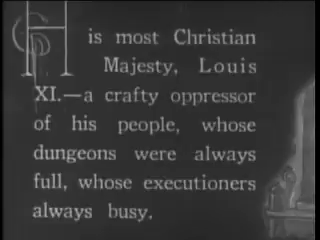 His most Christian
Majesty, Louis
XI.—a crafty oppressor
of his people, whose
dungeons were always
full, whose executioners
always busy.